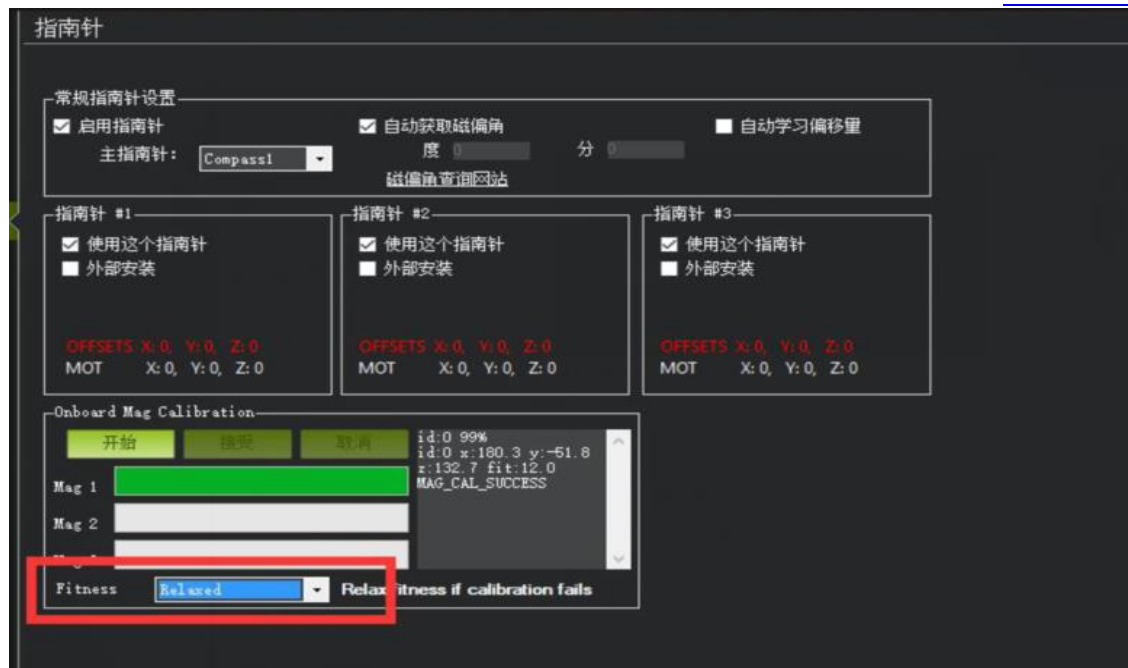 指南针
常规指南针设置
启用指南针
自动获取磁偏角
自动学习偏移量
主指南针:
Compass1
度 0
分 0
磁偏角查询网站
指南针 #1
指南针 #2
指南针 #3
使用这个指南针
使用这个指南针
使用这个指南针
外部安装
外部安装
外部安装
OFFSETS X: 0, Y: 0, Z: 0
OFFSETS X: 0, Y: 0, Z: 0
OFFSETS X: 0, Y: 0, Z: 0
MOT X: 0, Y: 0, Z: 0
MOT X: 0, Y: 0, Z: 0
MOT X: 0, Y: 0, Z: 0
Onboard Mag Calibration
开始
接受
取消
id:0 99%
id:0 x:180.3 y:-51.8
z:132.7 fit:12.0
MAG_CAL_SUCCESS
Mag 1
Mag 2
Fitness
Relaxed
Relax fitness if calibration fails